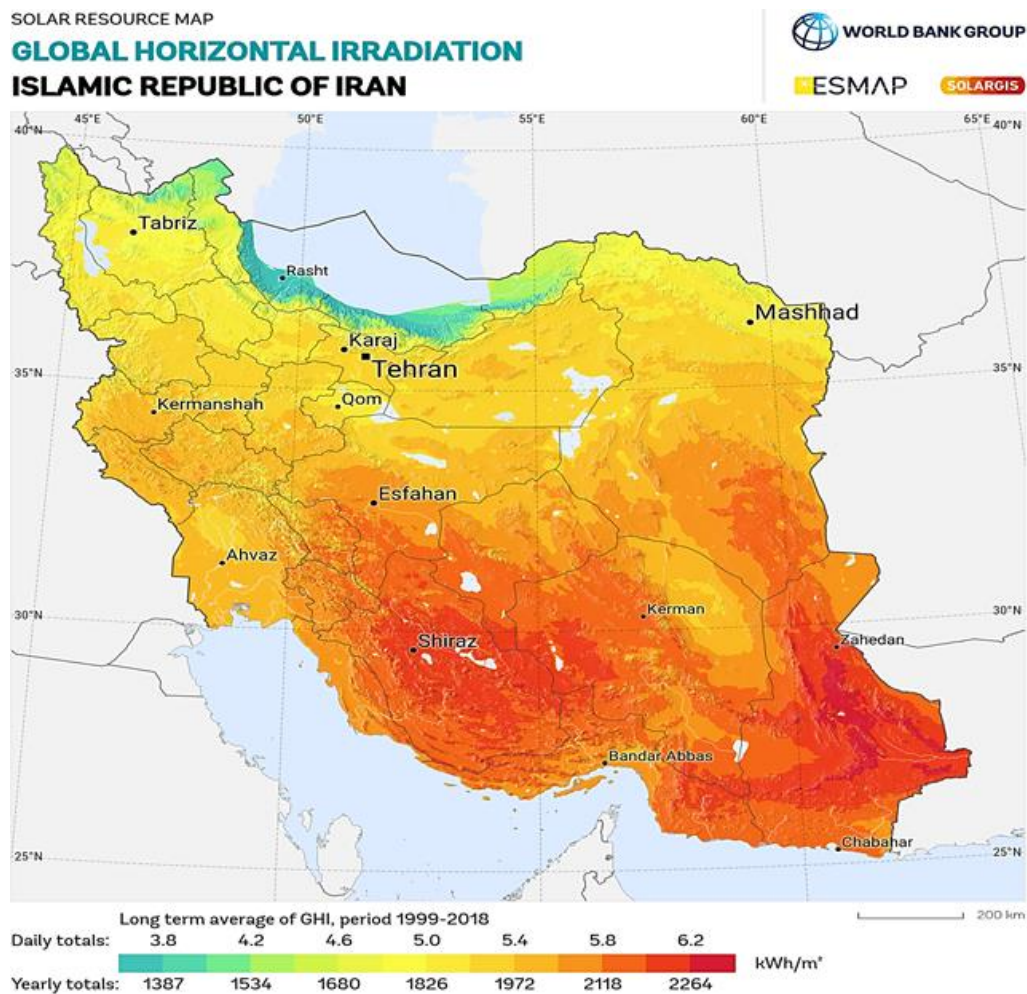 SOLAR RESOURCE MAP
GLOBAL HORIZONTAL IRRADIATION
ISLAMIC REPUBLIC OF IRAN
WORLD BANK GROUP
ESMAP
SOLARGIS
40°N 45°E 50°E 55°E 60°E 65°E 40°N
Tabriz
Rasht
Mashhad
Karaj
Tehran
35°N 35°N
Kermanshah Qom
Esfahan
Ahvaz
30°N Kerman 30°N
Shiraz Zahedan
Bandar Abbas
Chabahar
25°N 25°N
Long term average of GHI, period 1999-2018
200 km
Daily totals: 3.8 4.2 4.6 5.0 5.4 5.8 6.2
kWh/m²
Yearly totals: 1387 1534 1680 1826 1972 2118 2264